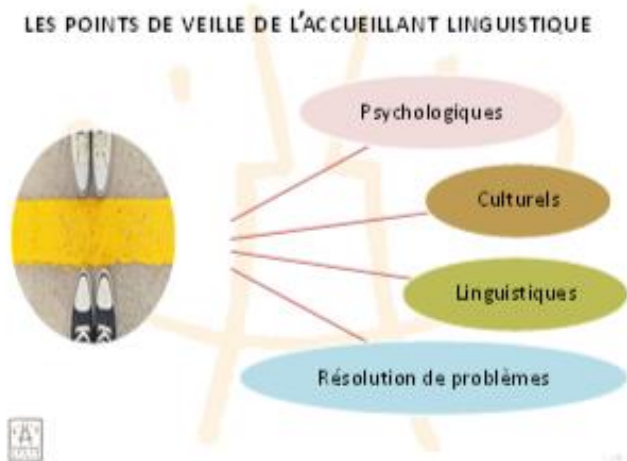 LES POINTS DE VEILLE DE L'ACCUEILLANT LINGUISTIQUE
Psychologiques
Culturels
Linguistiques
Résolution de problèmes